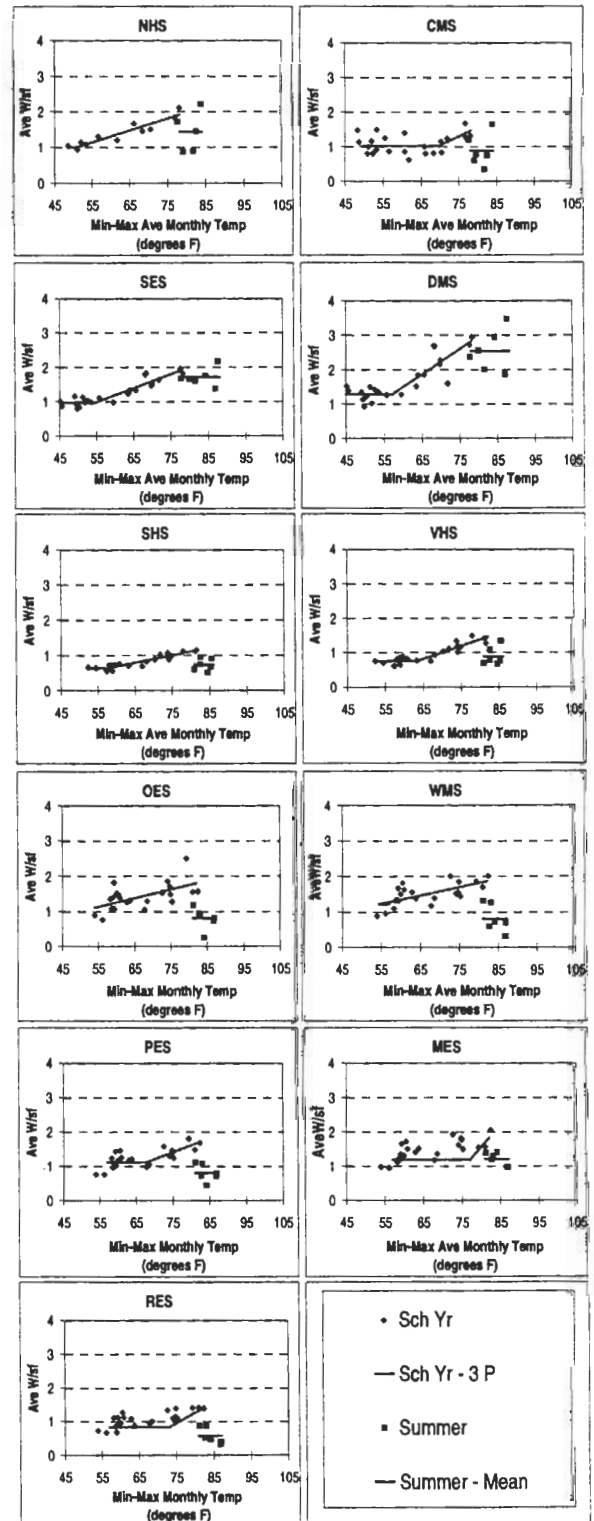 NHS
4
3
2
1
0
Ave W/sf
45 55 65 75 85 95 105
Min-Max Ave Monthly Temp
(degrees F)
CMS
4
3
2
1
0
Ave W/sf
45 55 65 75 85 95 105
Min-Max Ave Monthly Temp
(degrees F)
SES
4
3
2
1
0
Ave W/sf
45 55 65 75 85 95 105
Min-Max Ave Monthly Temp
(degrees F)
DMS
4
3
2
1
0
Ave W/sf
45 55 65 75 85 95 105
Min-Max Ave Monthly Temp
(degrees F)
SHS
4
3
2
1
0
Ave W/sf
45 55 65 75 85 95 105
Min-Max Ave Monthly Temp
(degrees F)
VHS
4
3
2
1
0
Ave W/sf
45 55 65 75 85 95 105
Min-Max Ave Monthly Temp
(degrees F)
OES
4
3
2
1
0
Ave W/sf
45 55 65 75 85 95 105
Min-Max Monthly Temp
(degrees F)
WMS
4
3
2
1
0
AveW/sf
45 55 65 75 85 95 105
Min-Max Ave Monthly Temp
(degrees F)
PES
4
3
2
1
0
Ave W/sf
45 55 65 75 85 95 105
Min-Max Monthly Temp
(degrees F)
MES
4
3
2
1
0
AveW/sf
45 55 65 75 85 95 105
Min-Max Ave Monthly Temp
(degrees F)
RES
4
3
2
1
0
Ave W/sf
45 55 65 75 85 95 105
Min-Max Ave Monthly Temp
(degrees F)
Sch Yr
Sch Yr - 3 P
Summer
Summer - Mean